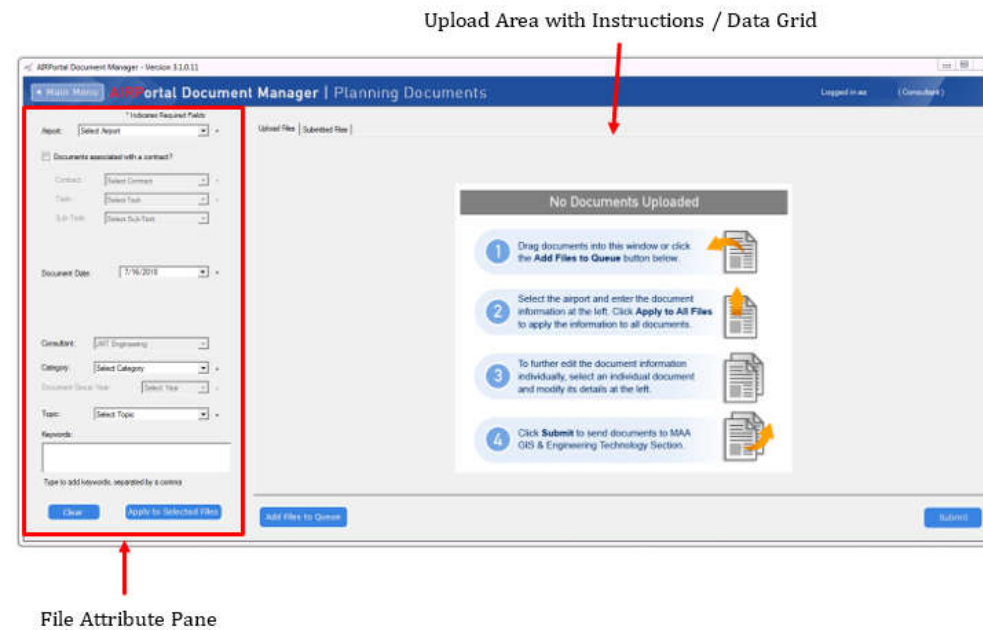 Upload Area with Instructions / Data Grid
AIRPortal Document Manager - Version 3.1.0.11
Main Menu AIRPortal Document Manager | Planning Documents Logged in as (Consultant)
* Indicates Required Fields
Airport: Select Airport *
Upload Files Submitted Files
Documents associated with a contract?
Contract: Select Contract *
Task: Select Task *
Sub-Task: Select Sub-Task
Document Date: 7/16/2018 *
Consultant: JMT Engineering
Category: Select Category *
Document Group Year: Select Year *
Topic: Select Topic *
Keywords:
Type to add keywords, separated by a comma
Clear Apply to Selected Files
No Documents Uploaded
1 Drag documents into this window or click
the Add Files to Queue button below.
2 Select the airport and enter the document
information at the left. Click Apply to All Files
to apply the information to all documents.
3 To further edit the document information
individually, select an individual document
and modify its details at the left.
4 Click Submit to send documents to MAA
GIS & Engineering Technology Section.
Add Files to Queue Submit
File Attribute Pane